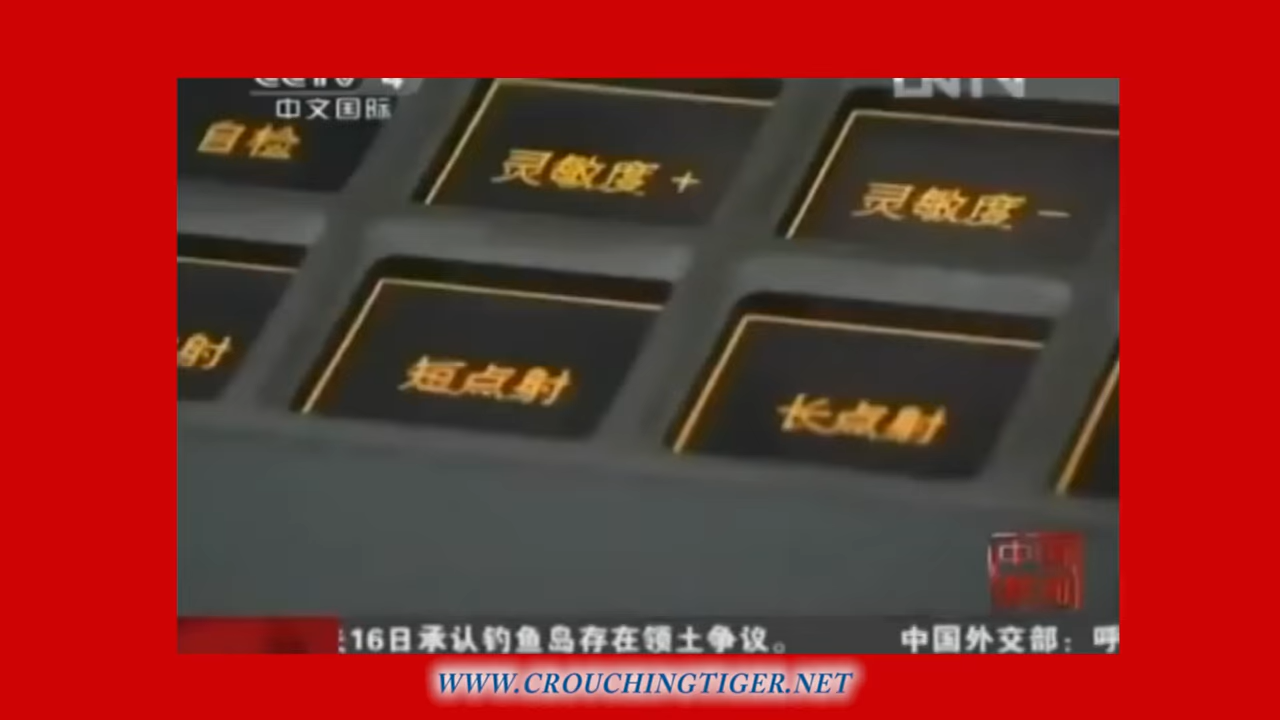 中文国际
自检
灵敏度 +
灵敏度 −
射
短点射
长点射
16日承认钓鱼岛存在领土争议。 中国外交部：呼
WWW.CROUCHINGTIGER.NET